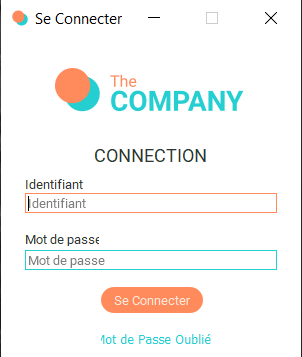 Se Connecter
The
COMPANY
CONNECTION
Identifiant
Identifiant
Mot de passe
Mot de passe
Se Connecter
Mot de Passe Oublié